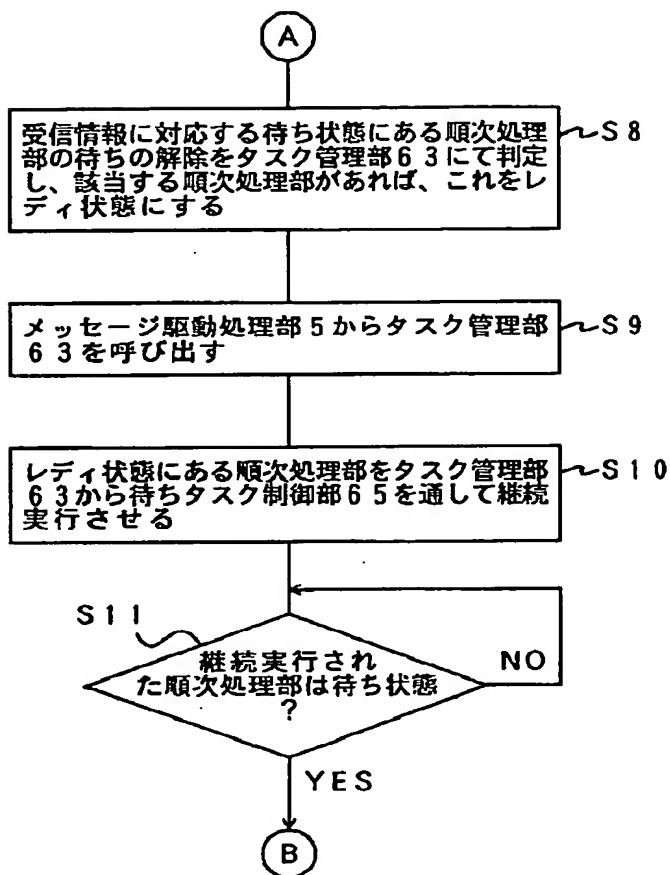 A
受信情報に対応する待ち状態にある順次処理
部の待ちの解除をタスク管理部63にて判定
し、該当する順次処理部があれば、これをレ
ディ状態にする
S8
メッセージ駆動処理部5からタスク管理部
63を呼び出す
S9
レディ状態にある順次処理部をタスク管理部
63から待ちタスク制御部65を通して継続
実行させる
S10
S11
継続実行され
た順次処理部は待ち状態
?
NO
YES
B